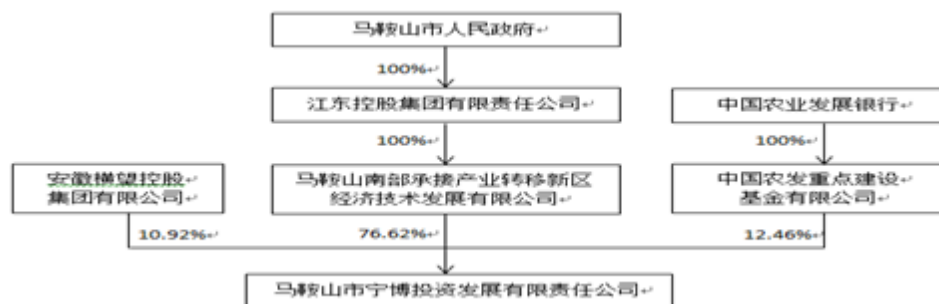 马鞍山市人民政府
100%
江东控股集团有限责任公司
中国农业发展银行
100%
100%
安徽横望控股
集团有限公司
马鞍山南部承接产业转移新区
经济技术发展有限公司
中国农发重点建设
基金有限公司
10.92%
76.62%
12.46%
马鞍山市宁博投资发展有限责任公司